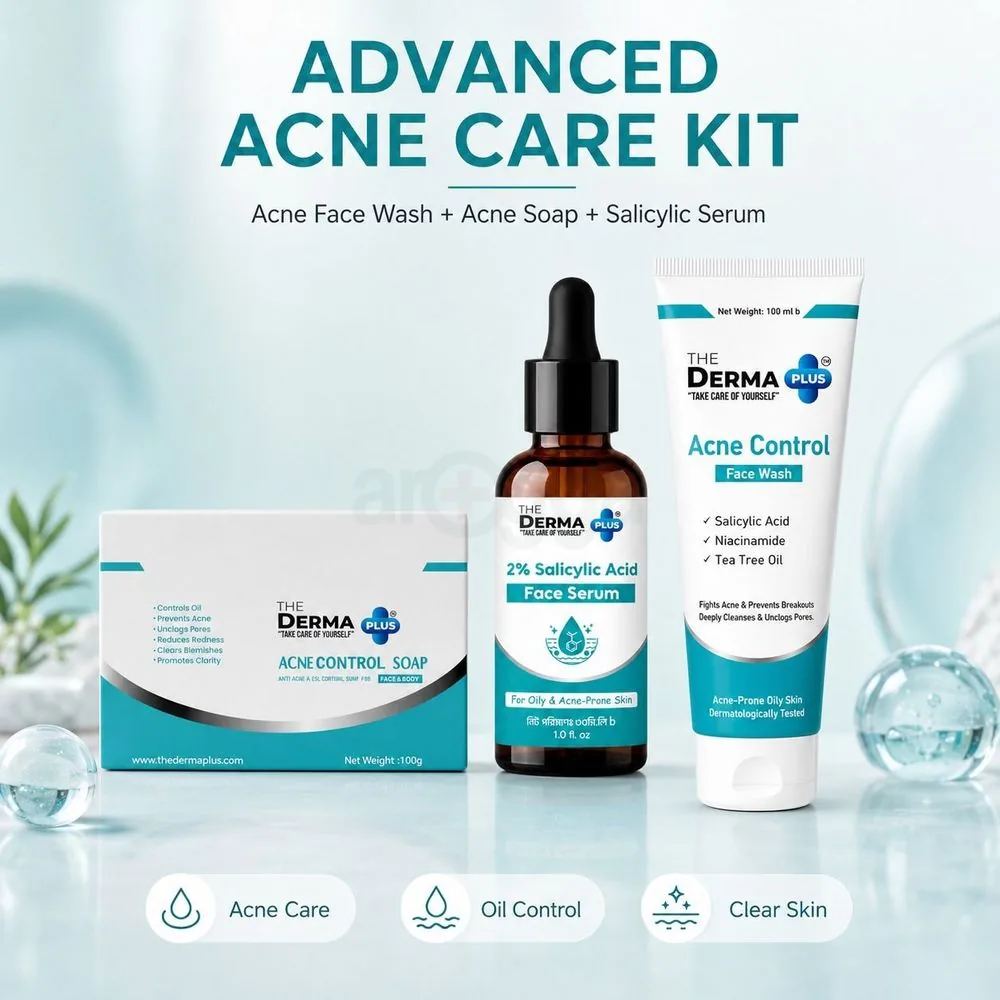 ADVANCED
ACNE CARE KIT
Acne Face Wash + Acne Soap + Salicylic Serum
Net Weight: 100 ml b
THE
DERMA PLUS TM
"TAKE CARE OF YOURSELF"
Acne Control
Face Wash
✓ Salicylic Acid
✓ Niacinamide
✓ Tea Tree Oil
Fights Acne & Prevents Breakouts
Deeply Cleanses & Unclogs Pores.
Acne-Prone Oily Skin
Dermatologically Tested
THE
DERMA PLUS ®
"TAKE CARE OF YOURSELF"
2% Salicylic Acid
Face Serum
For Oily & Acne-Prone Skin
নিট পরিমাণঃ ৩০মি.লি b
1.0 fl. oz
• Controls Oil
• Prevents Acne
• Unclogs Pores
• Reduces Redness
• Clears Blemishes
• Promotes Clarity
THE
DERMA PLUS ®
"TAKE CARE OF YOURSELF"
ACNE CONTROL SOAP
FACE & BODY
www.thedermaplus.com
Net Weight :100g
Acne Care
Oil Control
Clear Skin